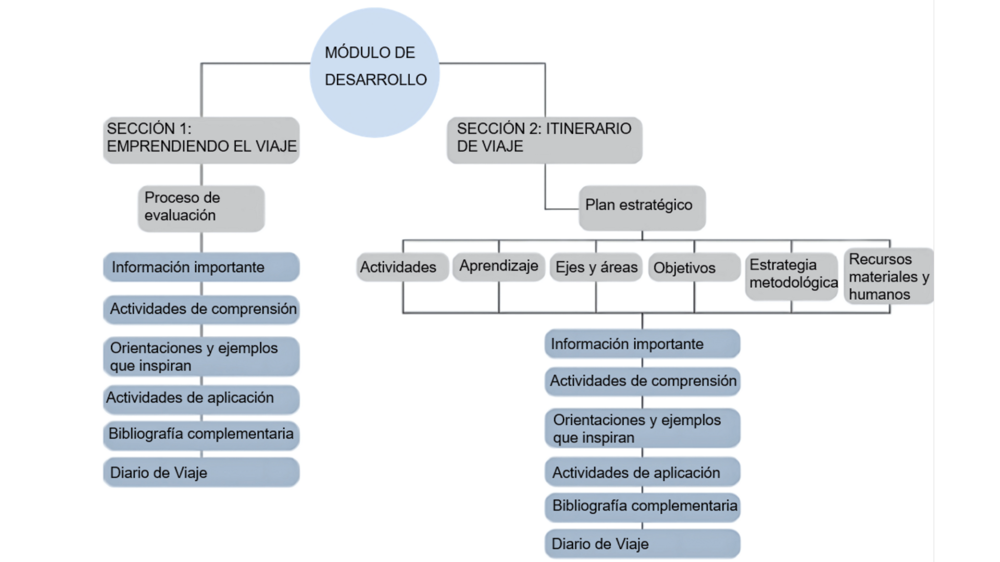 MÓDULO DE
DESARROLLO
SECCIÓN 1:
EMPRENDIENDO EL VIAJE
Proceso de
evaluación
Información importante
Actividades de comprensión
Orientaciones y ejemplos
que inspiran
Actividades de aplicación
Bibliografía complementaria
Diario de Viaje
SECCIÓN 2: ITINERARIO
DE VIAJE
Plan estratégico
Actividades
Aprendizaje
Ejes y áreas
Objetivos
Estrategia
metodológica
Recursos
materiales y
humanos
Información importante
Actividades de comprensión
Orientaciones y ejemplos
que inspiran
Actividades de aplicación
Bibliografía complementaria
Diario de Viaje